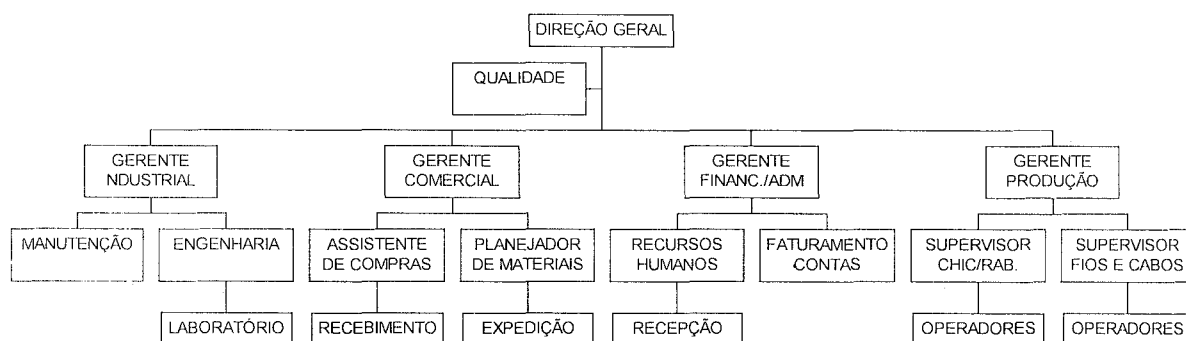 DIREÇÃO GERAL
QUALIDADE
GERENTE
NDUSTRIAL
GERENTE
COMERCIAL
GERENTE
FINANC./ADM
GERENTE
PRODUÇÃO
MANUTENÇÃO
ENGENHARIA
ASSISTENTE
DE COMPRAS
PLANEJADOR
DE MATERIAIS
RECURSOS
HUMANOS
FATURAMENTO
CONTAS
SUPERVISOR
CHIC/RAB.
SUPERVISOR
FIOS E CABOS
LABORATÓRIO
RECEBIMENTO
EXPEDIÇÃO
RECEPÇÃO
OPERADORES
OPERADORES